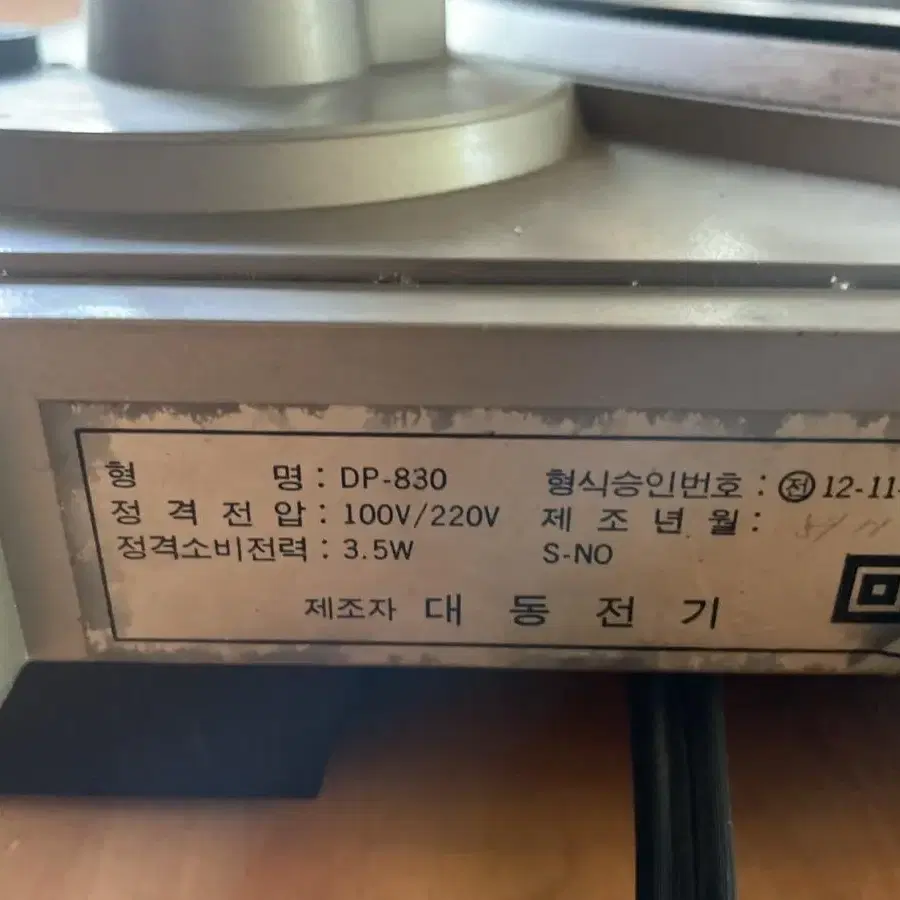 형 명 : DP-830 형식승인번호 : 전 12-11-
정 격 전 압 : 100V/220V 제 조 년 월 :
정격소비전력 : 3.5W S-NO
제조자 대 동 전 기